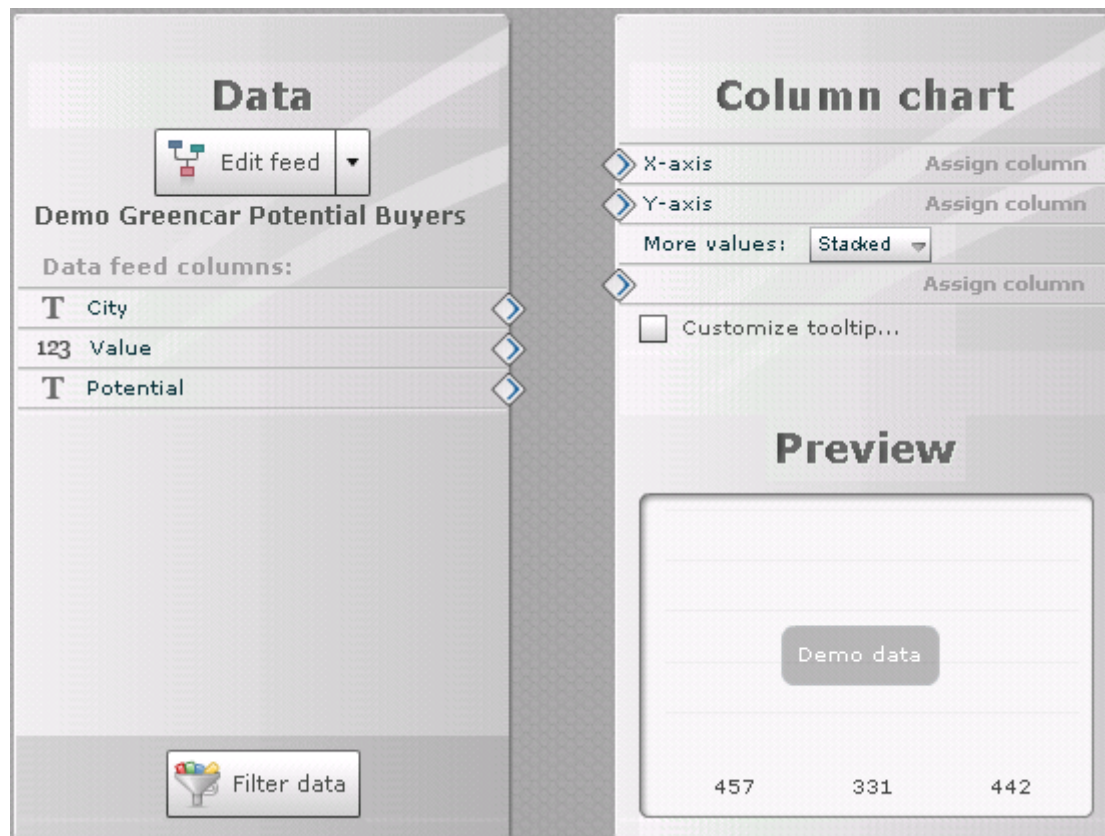 Data
Edit feed
Demo Greencar Potential Buyers
Data feed columns:
T City
123 Value
T Potential
Filter data
Column chart
X-axis Assign column
Y-axis Assign column
More values: Stacked
Assign column
Customize tooltip...
Preview
Demo data
457 331 442